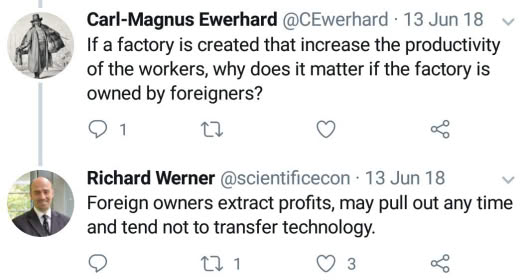 Carl-Magnus Ewerhard @CEwerhard · 13 Jun 18
If a factory is created that increase the productivity
of the workers, why does it matter if the factory is
owned by foreigners?
1
Richard Werner @scientificecon · 13 Jun 18
Foreign owners extract profits, may pull out any time
and tend not to transfer technology.
1 3